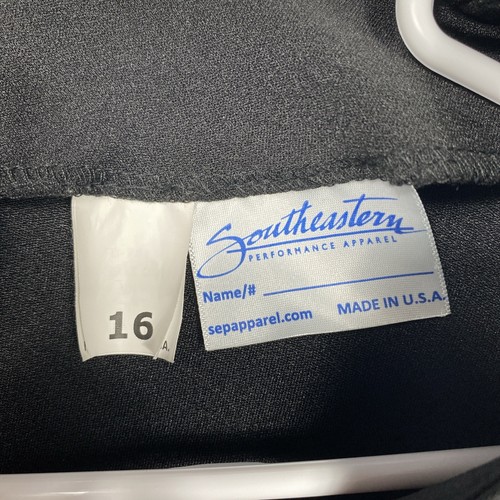 16
A.
Southeastern
PERFORMANCE APPAREL
Name/#
sepapparel.com MADE IN U.S.A.